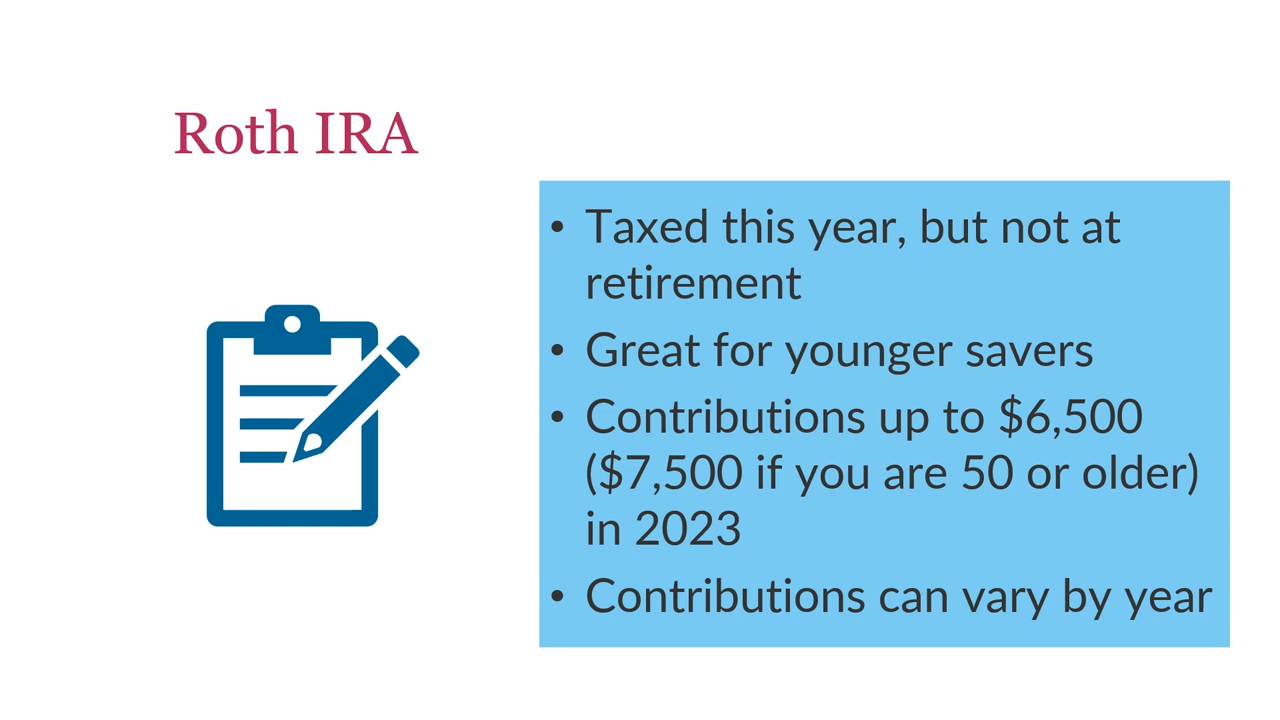 Roth IRA
• Taxed this year, but not at
retirement
• Great for younger savers
• Contributions up to $6,500
($7,500 if you are 50 or older)
in 2023
• Contributions can vary by year